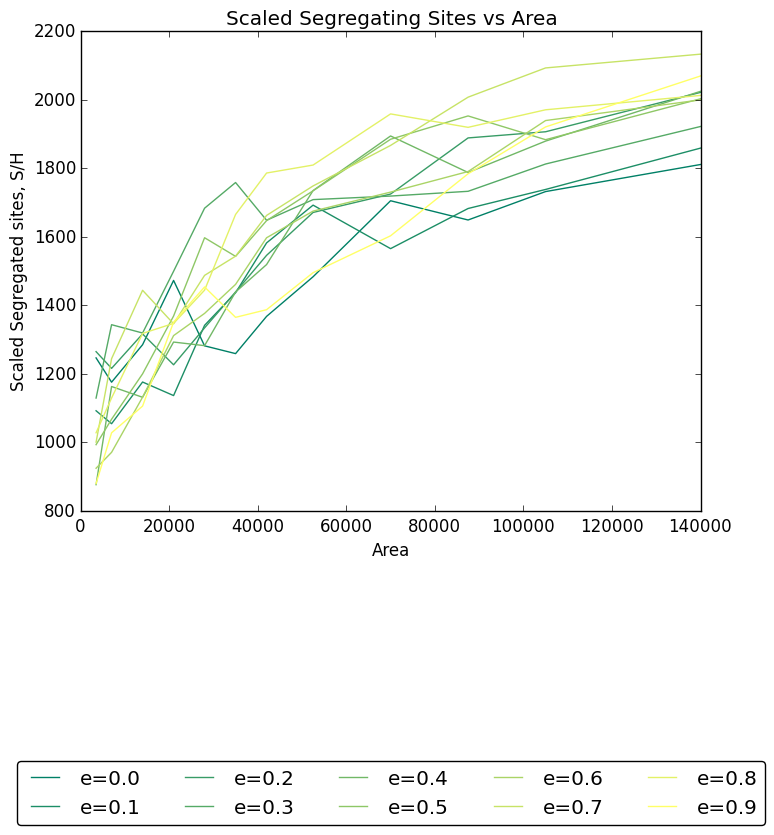 Scaled Segregating Sites vs Area
2200
2000
1800
1600
1400
1200
1000
800
Scaled Segregated sites, S/H
0 20000 40000 60000 80000 100000 120000 140000
Area
e=0.0 e=0.2 e=0.4 e=0.6 e=0.8
e=0.1 e=0.3 e=0.5 e=0.7 e=0.9